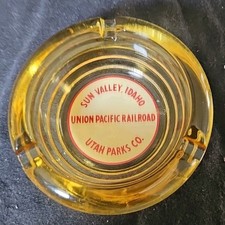 SUN VALLEY, IDAHO
UNION PACIFIC RAILROAD
UTAH PARKS CO.